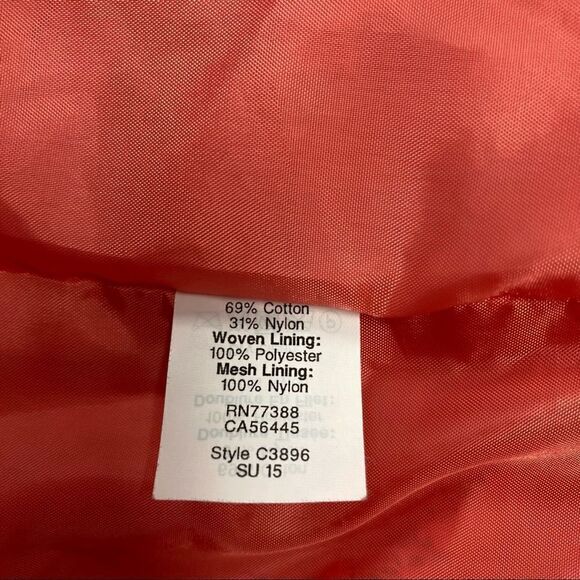 69% Cotton
31% Nylon
Woven Lining:
100% Polyester
Mesh Lining:
100% Nylon
RN77388
CA56445
Style C3896
SU 15